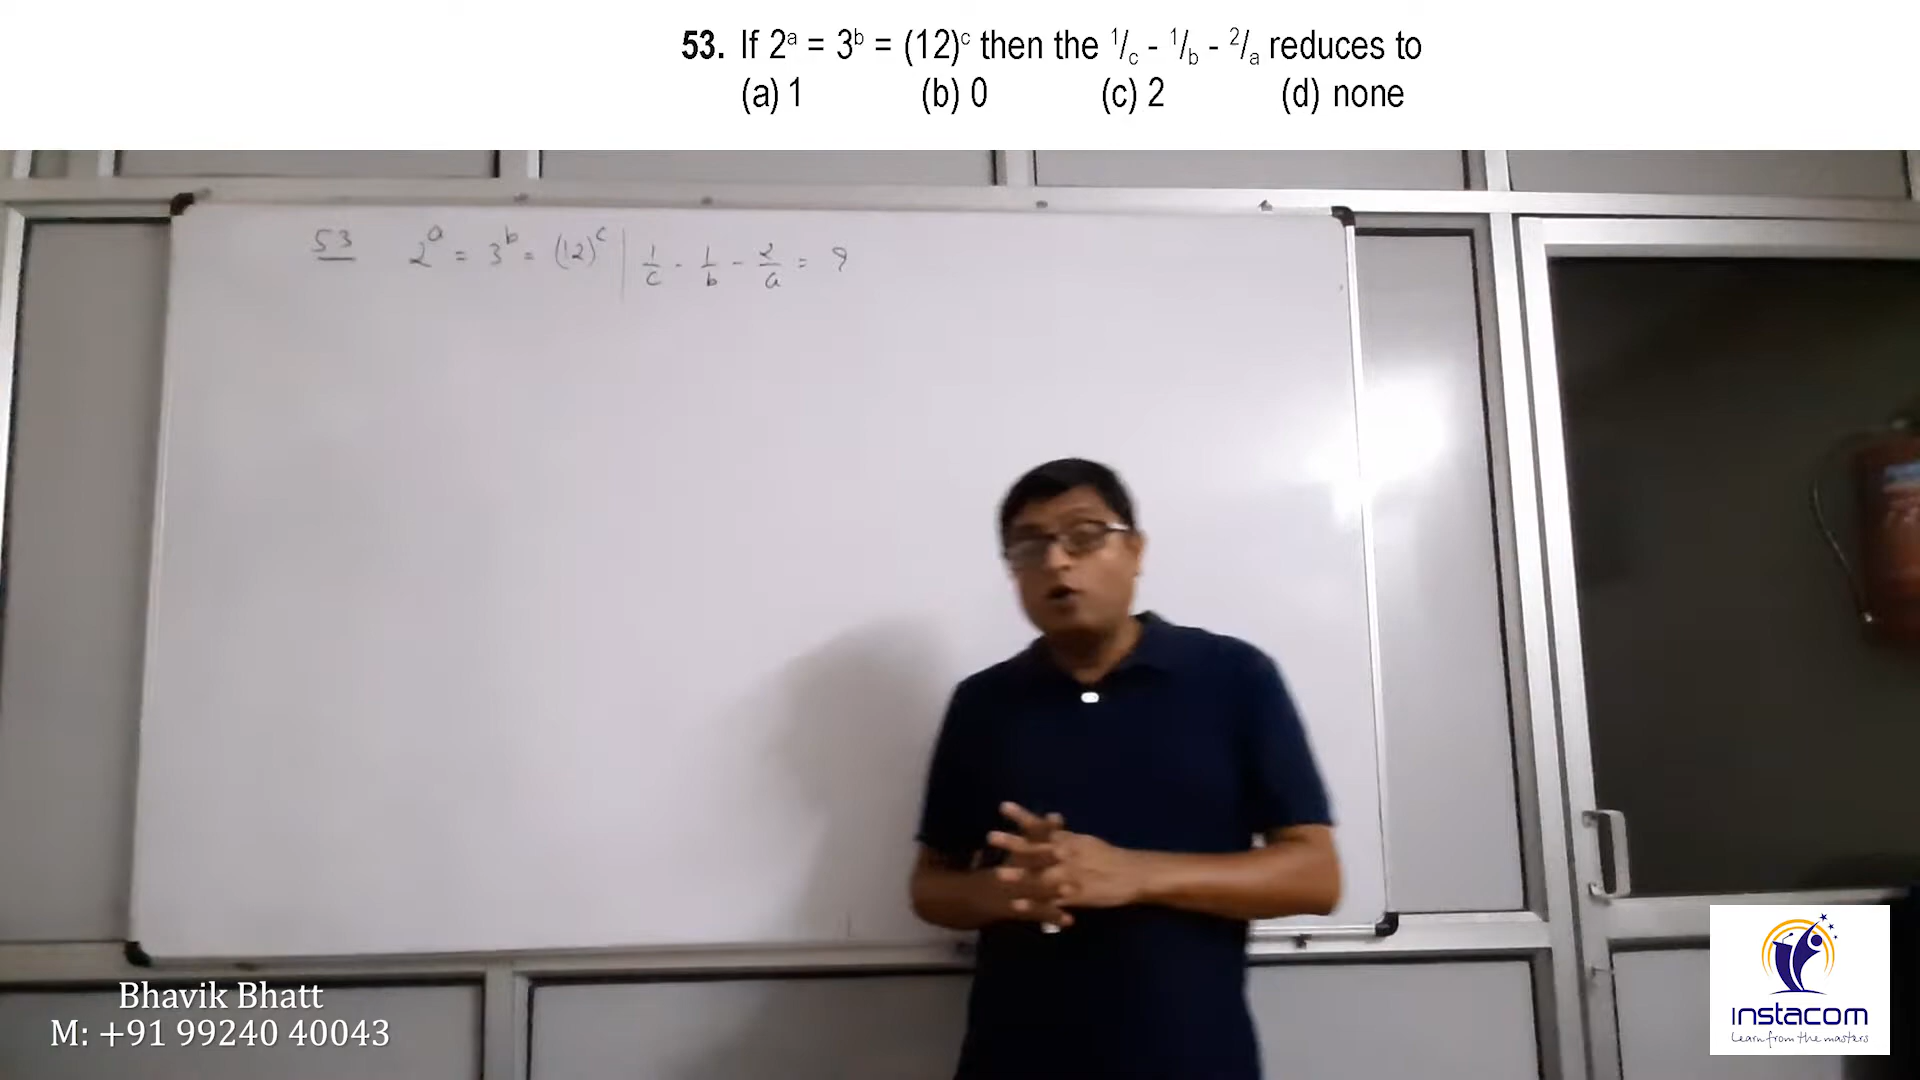 53. If 2ᵃ = 3ᵇ = (12)ᶜ then the ¹/c - ¹/b - ²/a reduces to
(a) 1 (b) 0 (c) 2 (d) none
53 2ᵃ = 3ᵇ = (12)ᶜ | 1/c - 1/b - 2/a = ?
Bhavik Bhatt
M: +91 99240 40043
instacom
Learn from the masters